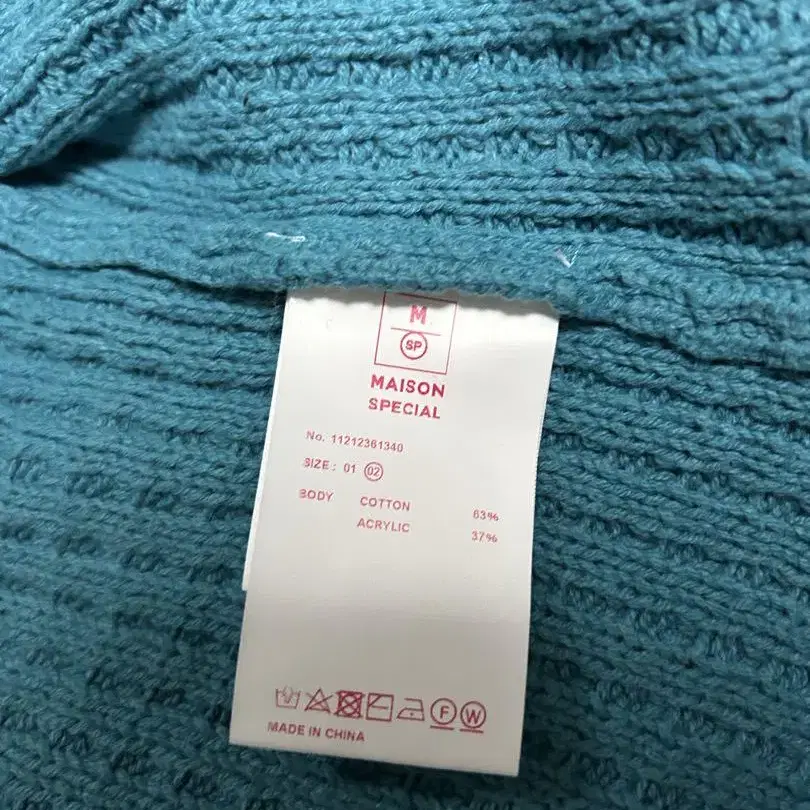 M
SP
MAISON
SPECIAL
No. 11212361340
SIZE : 01 02
BODY COTTON 63%
ACRYLIC 37%
F W
MADE IN CHINA